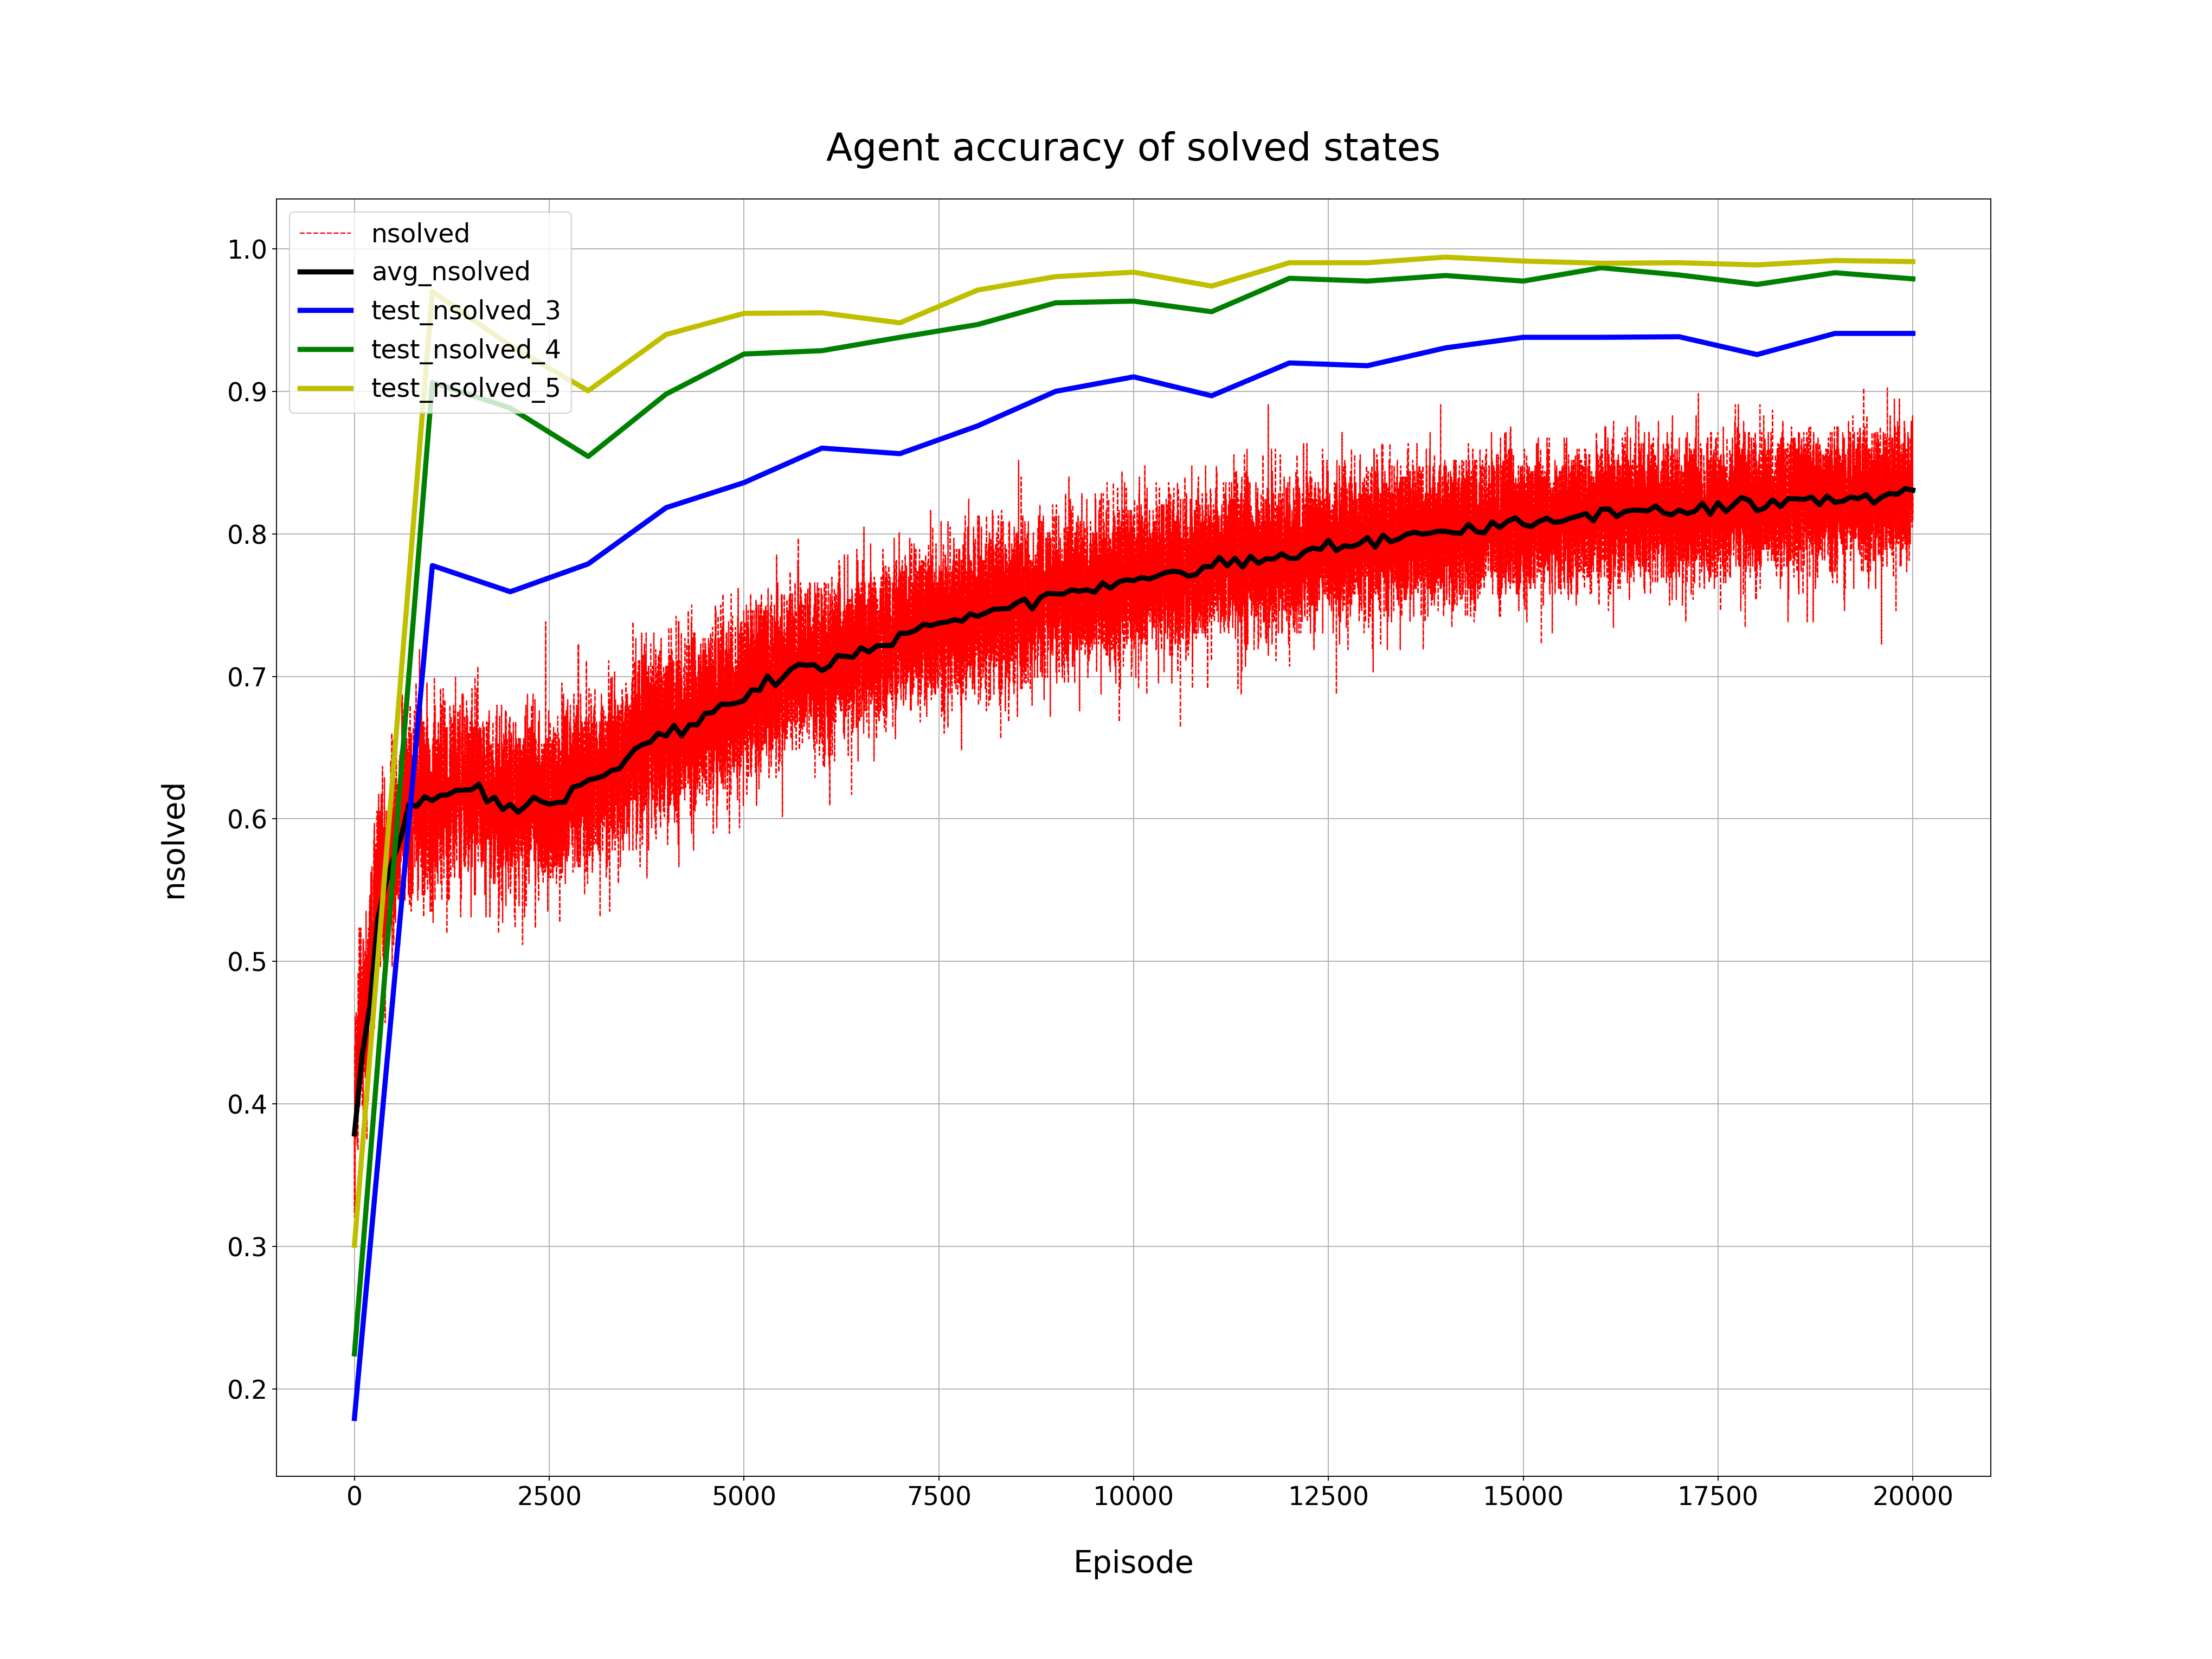 Agent accuracy of solved states
nsolved
avg_nsolved
test_nsolved_3
test_nsolved_4
test_nsolved_5
1.0
0.9
0.8
0.7
0.6
0.5
0.4
0.3
0.2
nsolved
0 2500 5000 7500 10000 12500 15000 17500 20000
Episode